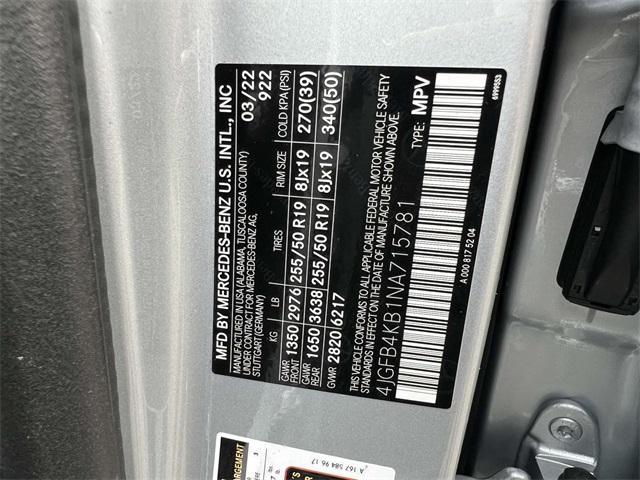 MFD BY MERCEDES-BENZ U.S. INTL., INC
MANUFACTURED IN USA (ALABAMA, TUSCALOOSA COUNTY)
UNDER CONTRACT FOR MERCEDES-BENZ AG,
STUTTGART (GERMANY)
03/22
922
KG LB TIRES RIM SIZE COLD KPA (PSI)
GAWR FRONT 1350 2976 255/50 R19 8Jx19 270(39)
GAWR REAR 1650 3638 255/50 R19 8Jx19 340(50)
GVWR 2820 6217
THIS VEHICLE CONFORMS TO ALL APPLICABLE FEDERAL MOTOR VEHICLE SAFETY
IN EFFECT ON THE DATE OF MANUFACTURE SHOWN ABOVE.
4JGFB4KB1NA715781 TYPE: MPV
A 000 817 52 04
699955S3
A 167 584 96 17